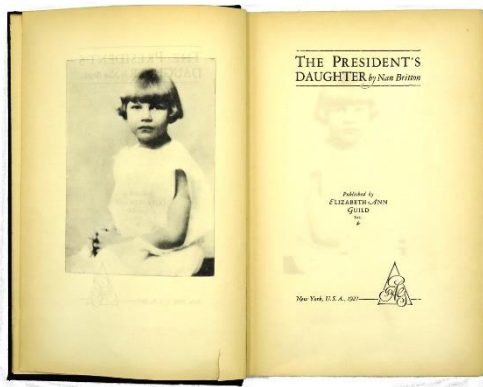 THE PRESIDENT'S
DAUGHTER by Nan Britton
Published by
ELIZABETH ANN
GUILD
INC.
New York, U. S. A., 1927